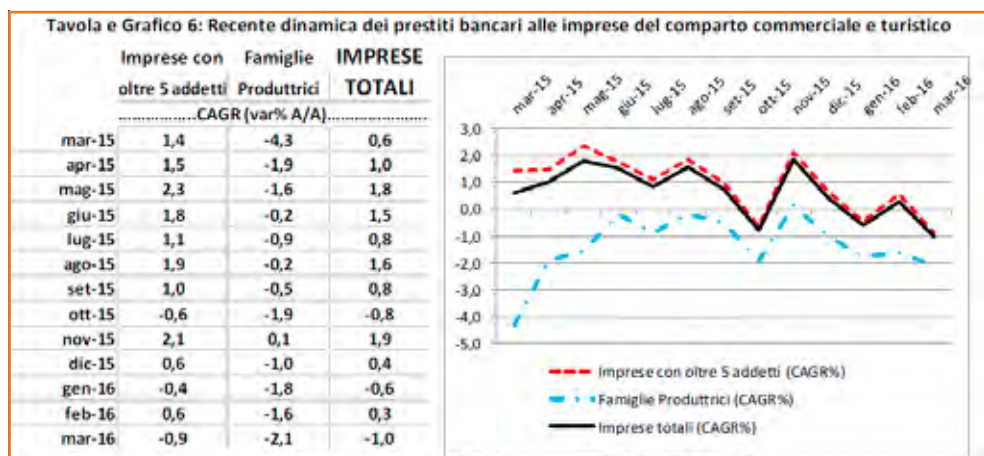 Tavola e Grafico 6: Recente dinamica dei prestiti bancari alle imprese del comparto commerciale e turistico
Imprese con Famiglie IMPRESE
oltre 5 addetti Produttrici TOTALI
..................CAGR (var% A/A)........................
mar-15 1,4 -4,3 0,6
apr-15 1,5 -1,9 1,0
mag-15 2,3 -1,6 1,8
giu-15 1,8 -0,2 1,5
lug-15 1,1 -0,9 0,8
ago-15 1,9 -0,2 1,6
set-15 1,0 -0,5 0,8
ott-15 -0,6 -1,9 -0,8
nov-15 2,1 0,1 1,9
dic-15 0,6 -1,0 0,4
gen-16 -0,4 -1,8 -0,6
feb-16 0,6 -1,6 0,3
mar-16 -0,9 -2,1 -1,0
mar-15 apr-15 mag-15 giu-15 lug-15 ago-15 set-15 ott-15 nov-15 dic-15 gen-16 feb-16 mar-16
3,0
2,0
1,0
0,0
-1,0
-2,0
-3,0
-4,0
-5,0
Imprese con oltre 5 addetti (CAGR%)
Famiglie Produttrici (CAGR%)
Imprese totali (CAGR%)